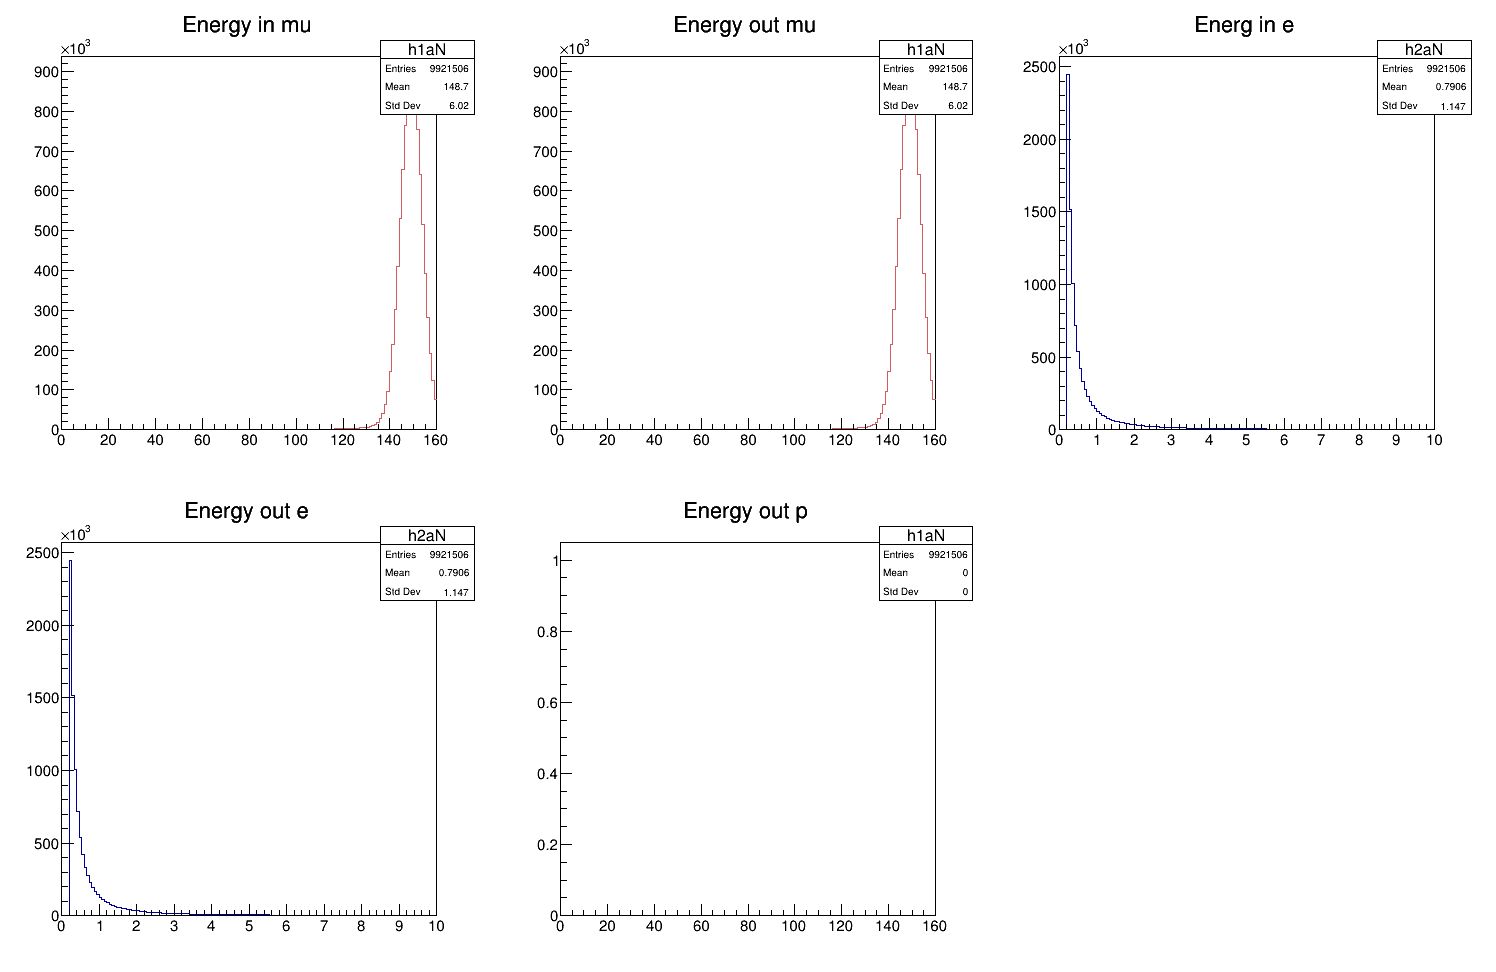 Energy in mu
×10³
h1aN
Entries 9921506
Mean 148.7
Std Dev 6.02
900
800
700
600
500
400
300
200
100
0
0 20 40 60 80 100 120 140 160
Energy out mu
×10³
h1aN
Entries 9921506
Mean 148.7
Std Dev 6.02
900
800
700
600
500
400
300
200
100
0
0 20 40 60 80 100 120 140 160
Energ in e
×10³
h2aN
Entries 9921506
Mean 0.7906
Std Dev 1.147
2500
2000
1500
1000
500
0
0 1 2 3 4 5 6 7 8 9 10
Energy out e
×10³
h2aN
Entries 9921506
Mean 0.7906
Std Dev 1.147
2500
2000
1500
1000
500
0
0 1 2 3 4 5 6 7 8 9 10
Energy out p
h1aN
Entries 9921506
Mean 0
Std Dev 0
1
0.8
0.6
0.4
0.2
0
0 20 40 60 80 100 120 140 160